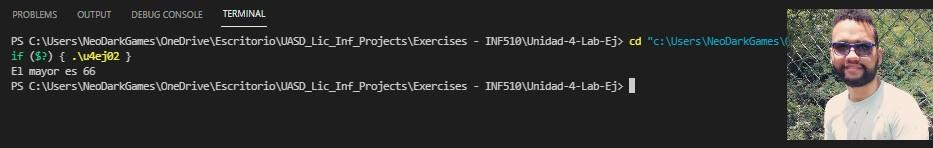 PROBLEMS OUTPUT DEBUG CONSOLE TERMINAL
PS C:\Users\NeoDarkGames\OneDrive\Escritorio\UASD_Lic_Inf_Projects\Exercises - INF510\Unidad-4-Lab-Ej> cd "c:\Users\NeoDarkGames\
if ($?) { .\u4ej02 }
El mayor es 66
PS C:\Users\NeoDarkGames\OneDrive\Escritorio\UASD_Lic_Inf_Projects\Exercises - INF510\Unidad-4-Lab-Ej>